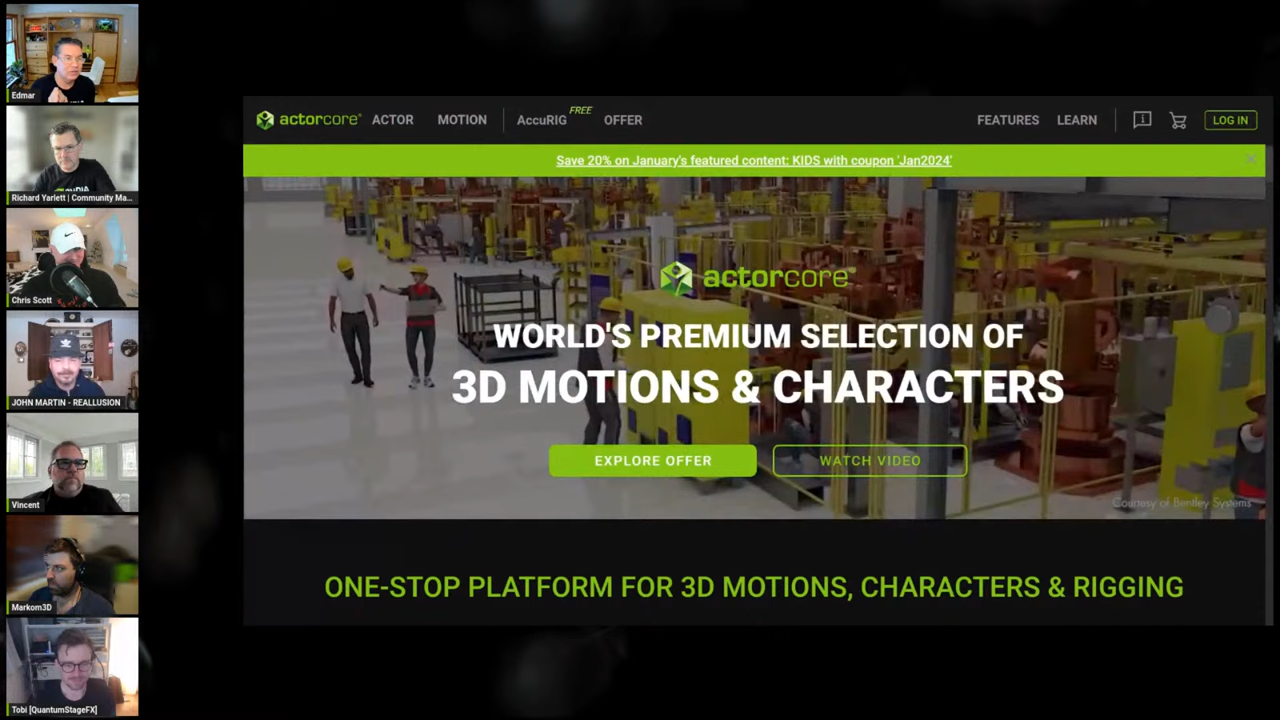 Edmar
Richard Yarlett | Community Ma...
Chris Scott
JOHN MARTIN - REALLUSION
Vincent
Markom3D
Tobi [QuantumStageFX]
actorcore®
ACTOR
MOTION
AccuRIG
FREE
OFFER
FEATURES
LEARN
LOG IN
Save 20% on January's featured content: KIDS with coupon 'Jan2024'
actorcore®
WORLD'S PREMIUM SELECTION OF
3D MOTIONS & CHARACTERS
EXPLORE OFFER
WATCH VIDEO
Courtesy of Bentley Systems
ONE-STOP PLATFORM FOR 3D MOTIONS, CHARACTERS & RIGGING